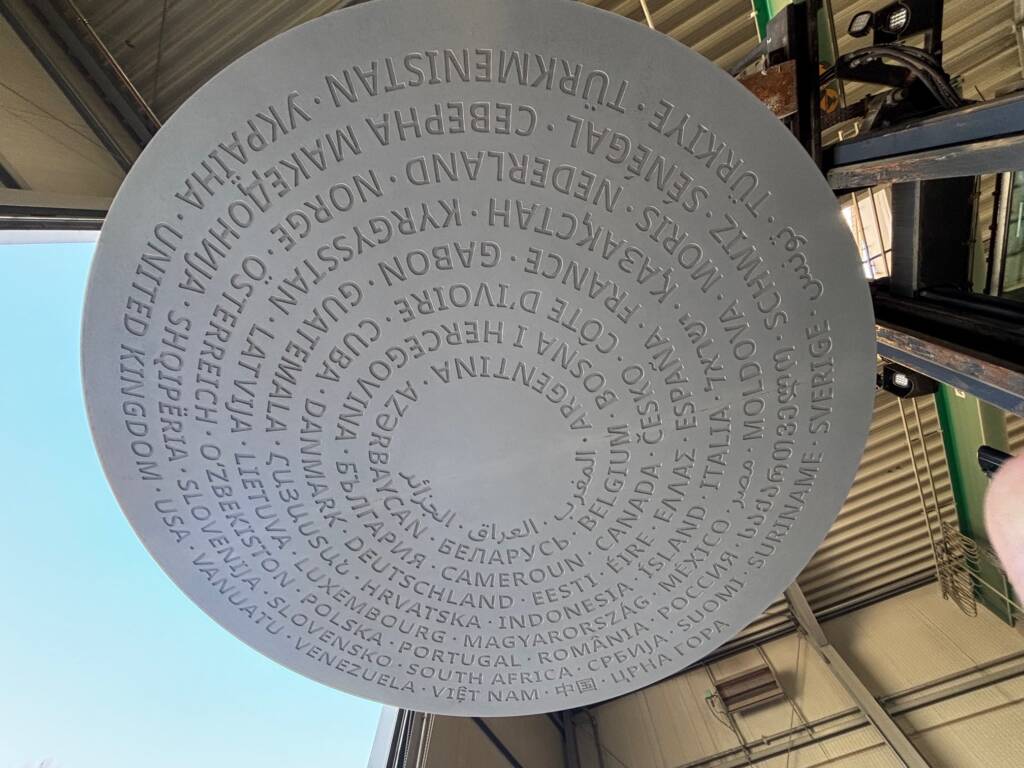 الجزائر · العراق · المغرب · ARGENTINA · AZƏRBAYCAN · БЕЛАРУСЬ · BELGIUM ·
BOSNA I HERCEGOVINA · БЪЛГАРИЯ · CAMEROUN · CANADA · ČESKO ·
CÔTE D'IVOIRE · CUBA · DANMARK · DEUTSCHLAND · EESTI · ÉIRE · ΕΛΛΑΣ · ESPAÑA ·
FRANCE · GABON · GUATEMALA · ՀԱՅԱՍՏԱՆ · HRVATSKA · INDONESIA · ÍSLAND · ITALIA · ישראל ·
ҚАЗАҚСТАН · KYRGYSSTAN · LATVIJA · LIETUVA · LUXEMBOURG · MAGYARORSZÁG · MÉXICO · مصر · MOLDOVA ·
MORIS · NEDERLAND · NORGE · ÖSTERREICH · O'ZBEKISTON · POLSKA · PORTUGAL · ROMÂNIA · РОССИЯ · საქართველო · SCHWIZ ·
SÉNÉGAL · СЕВЕРНА МАКЕДОНИЈА · SHQIPËRIA · SLOVENIJA · SLOVENSKO · SOUTH AFRICA · СРБИЈА · SUOMI · SURINAME · SVERIGE · تونس ·
TÜRKIYE · TÜRKMENISTAN · УКРАЇНА · UNITED KINGDOM · USA · VANUATU · VENEZUELA · VIỆT NAM · 中国 · ЦРНА ГОРА